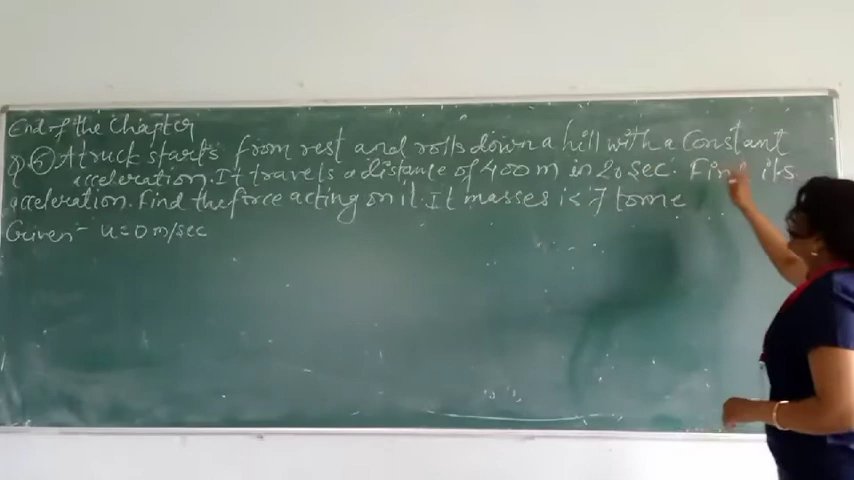 End of the chapter
Q (5) A truck starts from rest and rolls down a hill with a Constant
acceleration. It travels a distance of 400 m in 20 sec. Find its
acceleration. Find the force acting on it. It masses is 7 tonne
Given- u = 0 m/sec